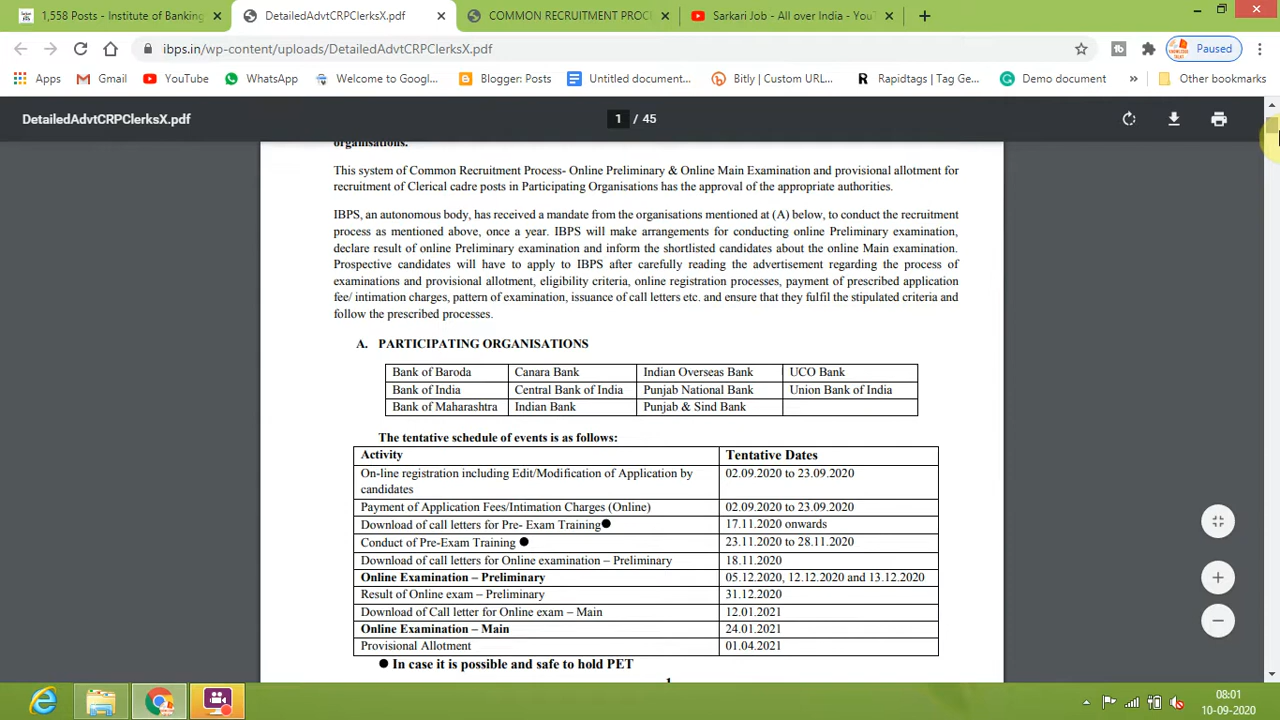 1,558 Posts - Institute of Banking
DetailedAdvtCRPClerksX.pdf
COMMON RECRUITMENT PROC
Sarkari Job - All over India - YouT
ibps.in/wp-content/uploads/DetailedAdvtCRPClerksX.pdf
Paused
Apps
Gmail
YouTube
WhatsApp
Welcome to Googl...
Blogger: Posts
Untitled document...
Bitly | Custom URL...
Rapidtags | Tag Ge...
Demo document
Other bookmarks
DetailedAdvtCRPClerksX.pdf
1 / 45
organisations.
This system of Common Recruitment Process- Online Preliminary & Online Main Examination and provisional allotment for
recruitment of Clerical cadre posts in Participating Organisations has the approval of the appropriate authorities.
IBPS, an autonomous body, has received a mandate from the organisations mentioned at (A) below, to conduct the recruitment
process as mentioned above, once a year. IBPS will make arrangements for conducting online Preliminary examination,
declare result of online Preliminary examination and inform the shortlisted candidates about the online Main examination.
Prospective candidates will have to apply to IBPS after carefully reading the advertisement regarding the process of
examinations and provisional allotment, eligibility criteria, online registration processes, payment of prescribed application
fee/ intimation charges, pattern of examination, issuance of call letters etc. and ensure that they fulfil the stipulated criteria and
follow the prescribed processes.
A. PARTICIPATING ORGANISATIONS
Bank of Baroda Canara Bank Indian Overseas Bank UCO Bank
Bank of India Central Bank of India Punjab National Bank Union Bank of India
Bank of Maharashtra Indian Bank Punjab & Sind Bank
The tentative schedule of events is as follows:
Activity Tentative Dates
On-line registration including Edit/Modification of Application by 02.09.2020 to 23.09.2020
candidates
Payment of Application Fees/Intimation Charges (Online) 02.09.2020 to 23.09.2020
Download of call letters for Pre- Exam Training● 17.11.2020 onwards
Conduct of Pre-Exam Training ● 23.11.2020 to 28.11.2020
Download of call letters for Online examination – Preliminary 18.11.2020
Online Examination – Preliminary 05.12.2020, 12.12.2020 and 13.12.2020
Result of Online exam – Preliminary 31.12.2020
Download of Call letter for Online exam – Main 12.01.2021
Online Examination – Main 24.01.2021
Provisional Allotment 01.04.2021
● In case it is possible and safe to hold PET
08:01
10-09-2020